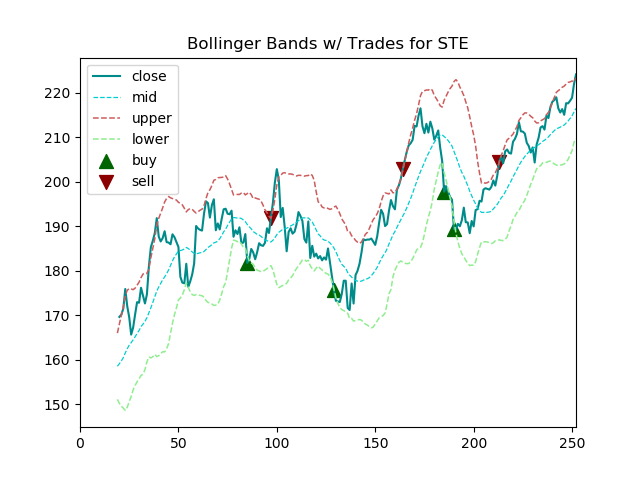 Bollinger Bands w/ Trades for STE
close
mid
upper
lower
buy
sell
220
210
200
190
180
170
160
150
0 50 100 150 200 250